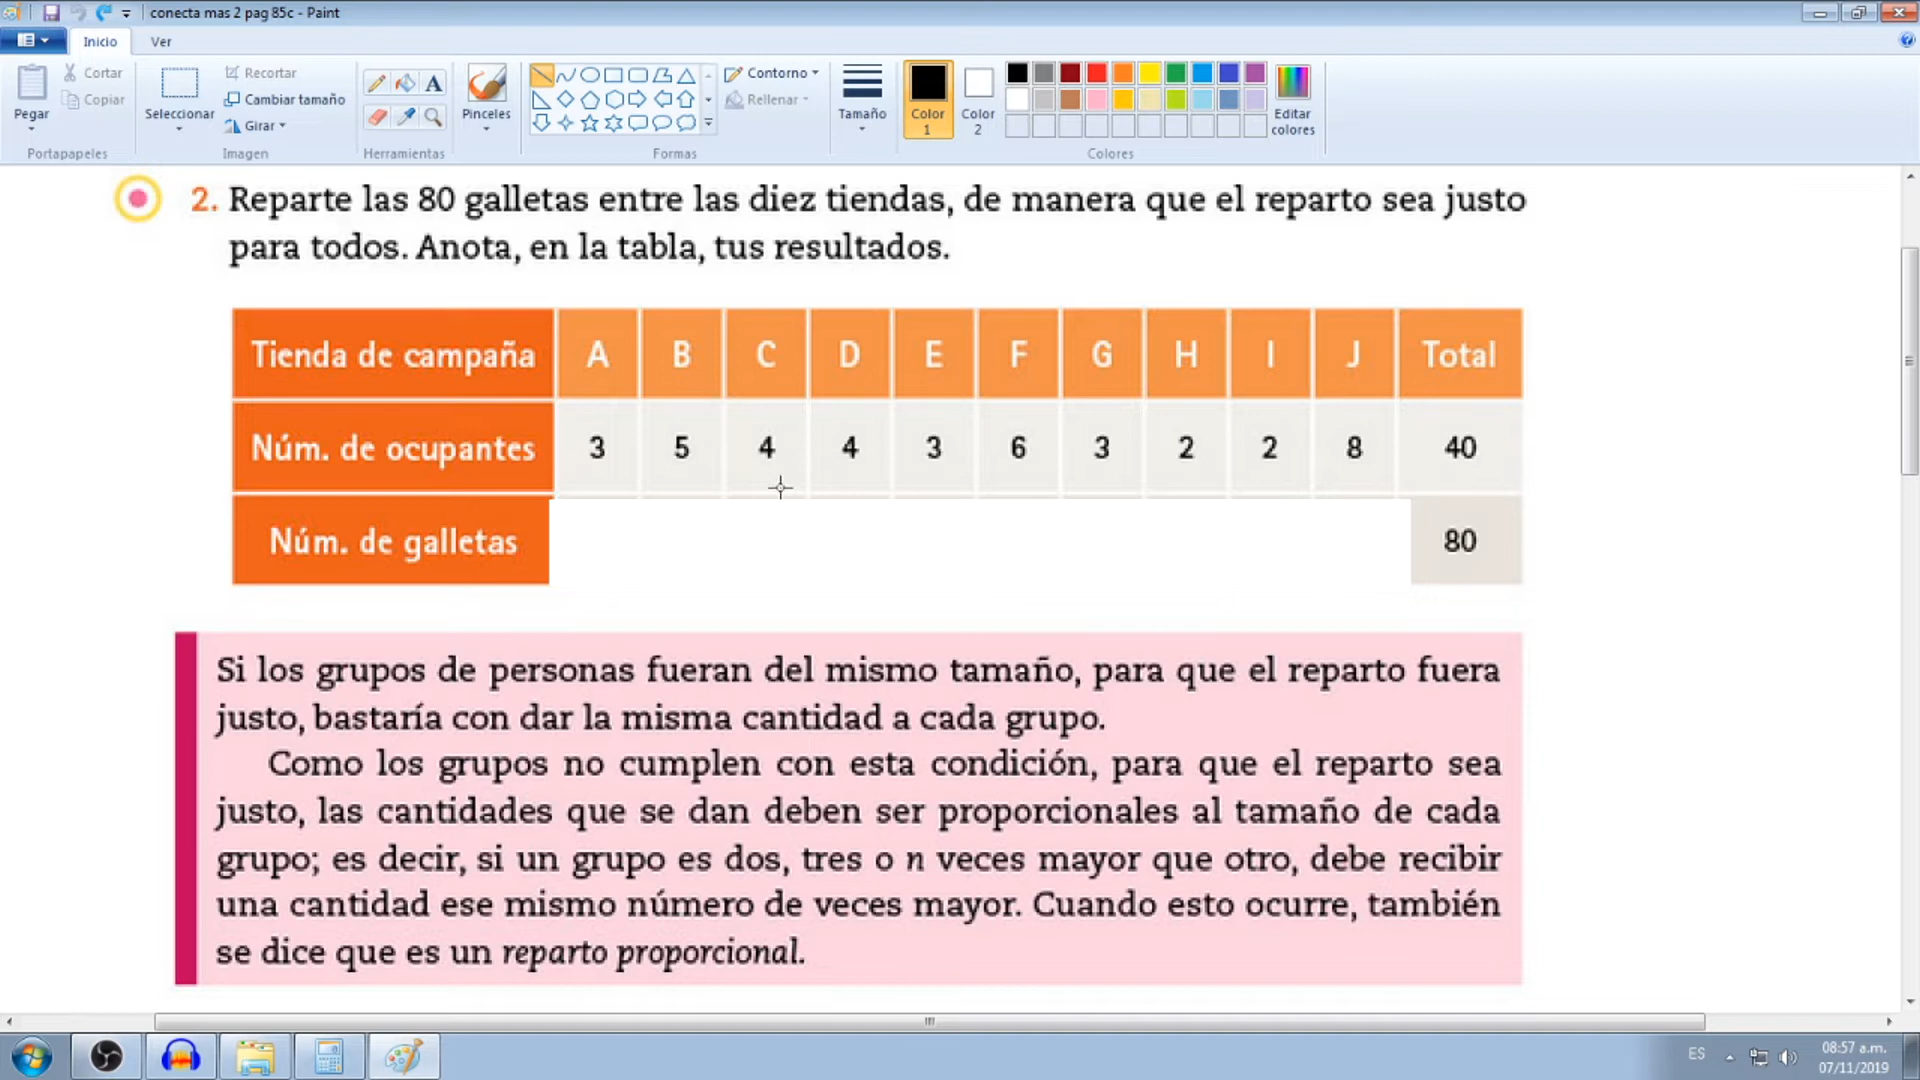 conecta mas 2 pag 85c - Paint
Inicio Ver
Pegar
Cortar
Copiar
Portapapeles
Seleccionar
Recortar
Cambiar tamaño
Girar
Imagen
A
Herramientas
Pinceles
Contorno
Rellenar
Formas
Tamaño
Color 1
Color 2
Editar colores
Colores
2. Reparte las 80 galletas entre las diez tiendas, de manera que el reparto sea justo
para todos. Anota, en la tabla, tus resultados.
Tienda de campaña A B C D E F G H I J Total
Núm. de ocupantes 3 5 4 4 3 6 3 2 2 8 40
Núm. de galletas 80
Si los grupos de personas fueran del mismo tamaño, para que el reparto fuera
justo, bastaría con dar la misma cantidad a cada grupo.
Como los grupos no cumplen con esta condición, para que el reparto sea
justo, las cantidades que se dan deben ser proporcionales al tamaño de cada
grupo; es decir, si un grupo es dos, tres o n veces mayor que otro, debe recibir
una cantidad ese mismo número de veces mayor. Cuando esto ocurre, también
se dice que es un reparto proporcional.
ES
08:57 a.m.
07/11/2019